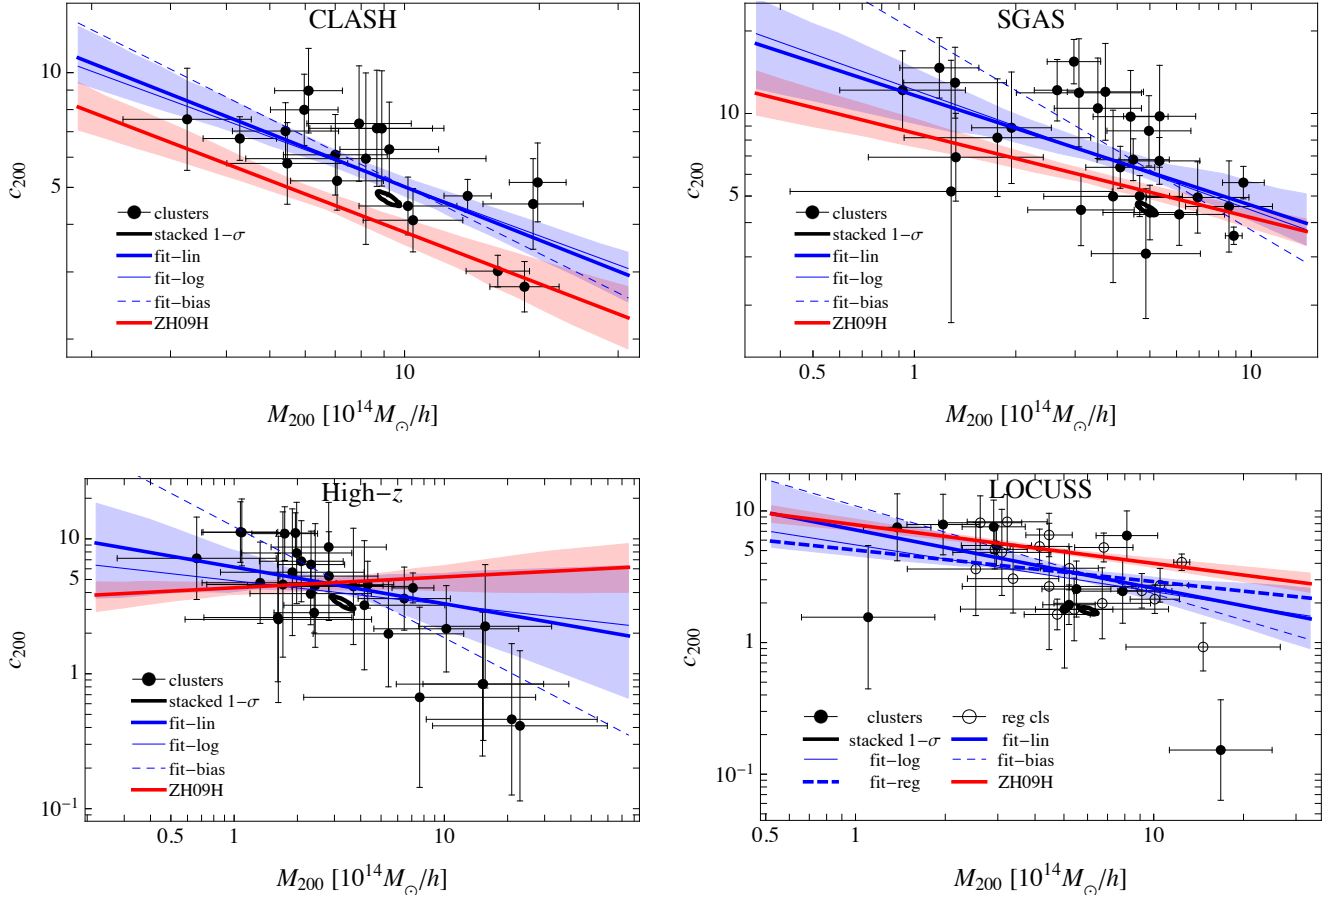 CLASH
10
5
c200
clusters
stacked 1−σ
fit−lin
fit−log
fit−bias
ZH09H
10
M200 [10^14 M⊙/h]
SGAS
10
5
c200
clusters
stacked 1−σ
fit−lin
fit−log
fit−bias
ZH09H
0.5 1 10
M200 [10^14 M⊙/h]
High−z
10
5
1
10^−1
c200
clusters
stacked 1−σ
fit−lin
fit−log
fit−bias
ZH09H
0.5 1 10
M200 [10^14 M⊙/h]
LOCUSS
10
5
1
10^−1
c200
clusters reg cls
stacked 1−σ fit−lin
fit−log fit−bias
fit−reg ZH09H
0.5 1 10
M200 [10^14 M⊙/h]